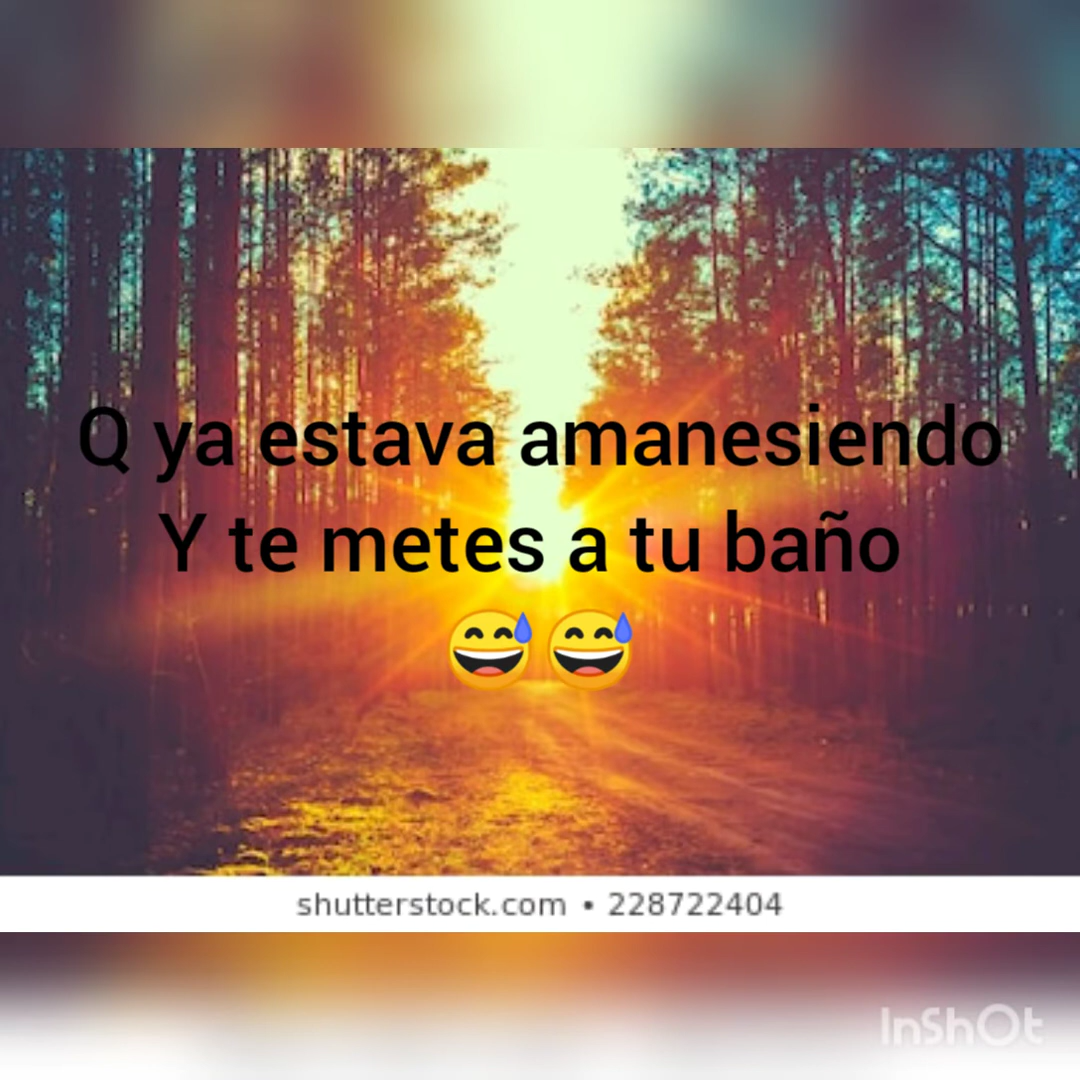 Q ya estava amanesiendo
Y te metes a tu baño
😅😅
shutterstock.com • 228722404
InShOt